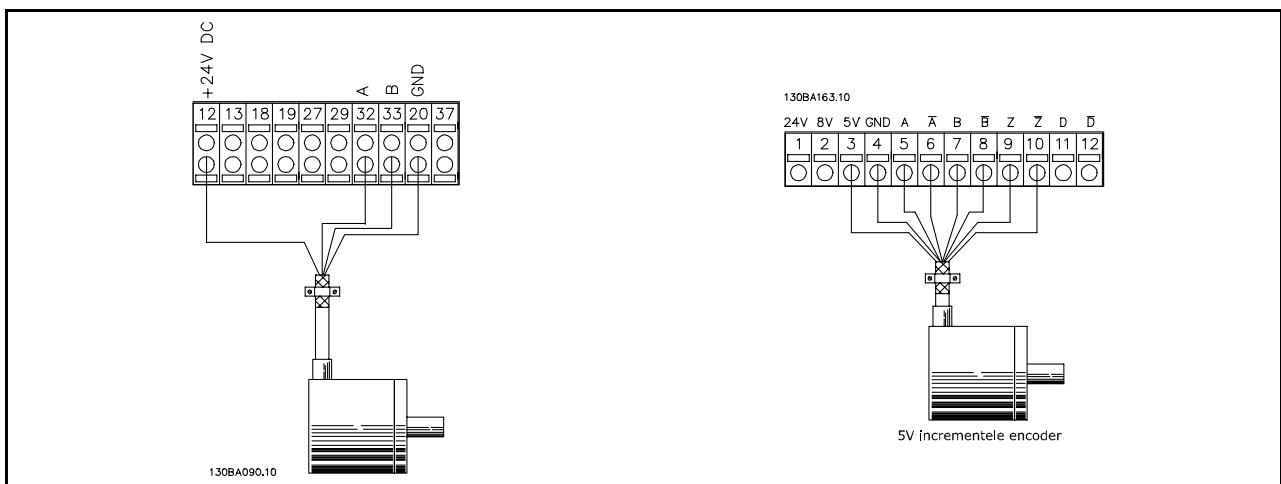 +24V DC
A
B
GND
12 13 18 19 27 29 32 33 20 37
130BA090.10
130BA163.10
24V 8V 5V GND A A̅ B B̅ Z Z̅ D D̅
1 2 3 4 5 6 7 8 9 10 11 12
5V incrementele encoder